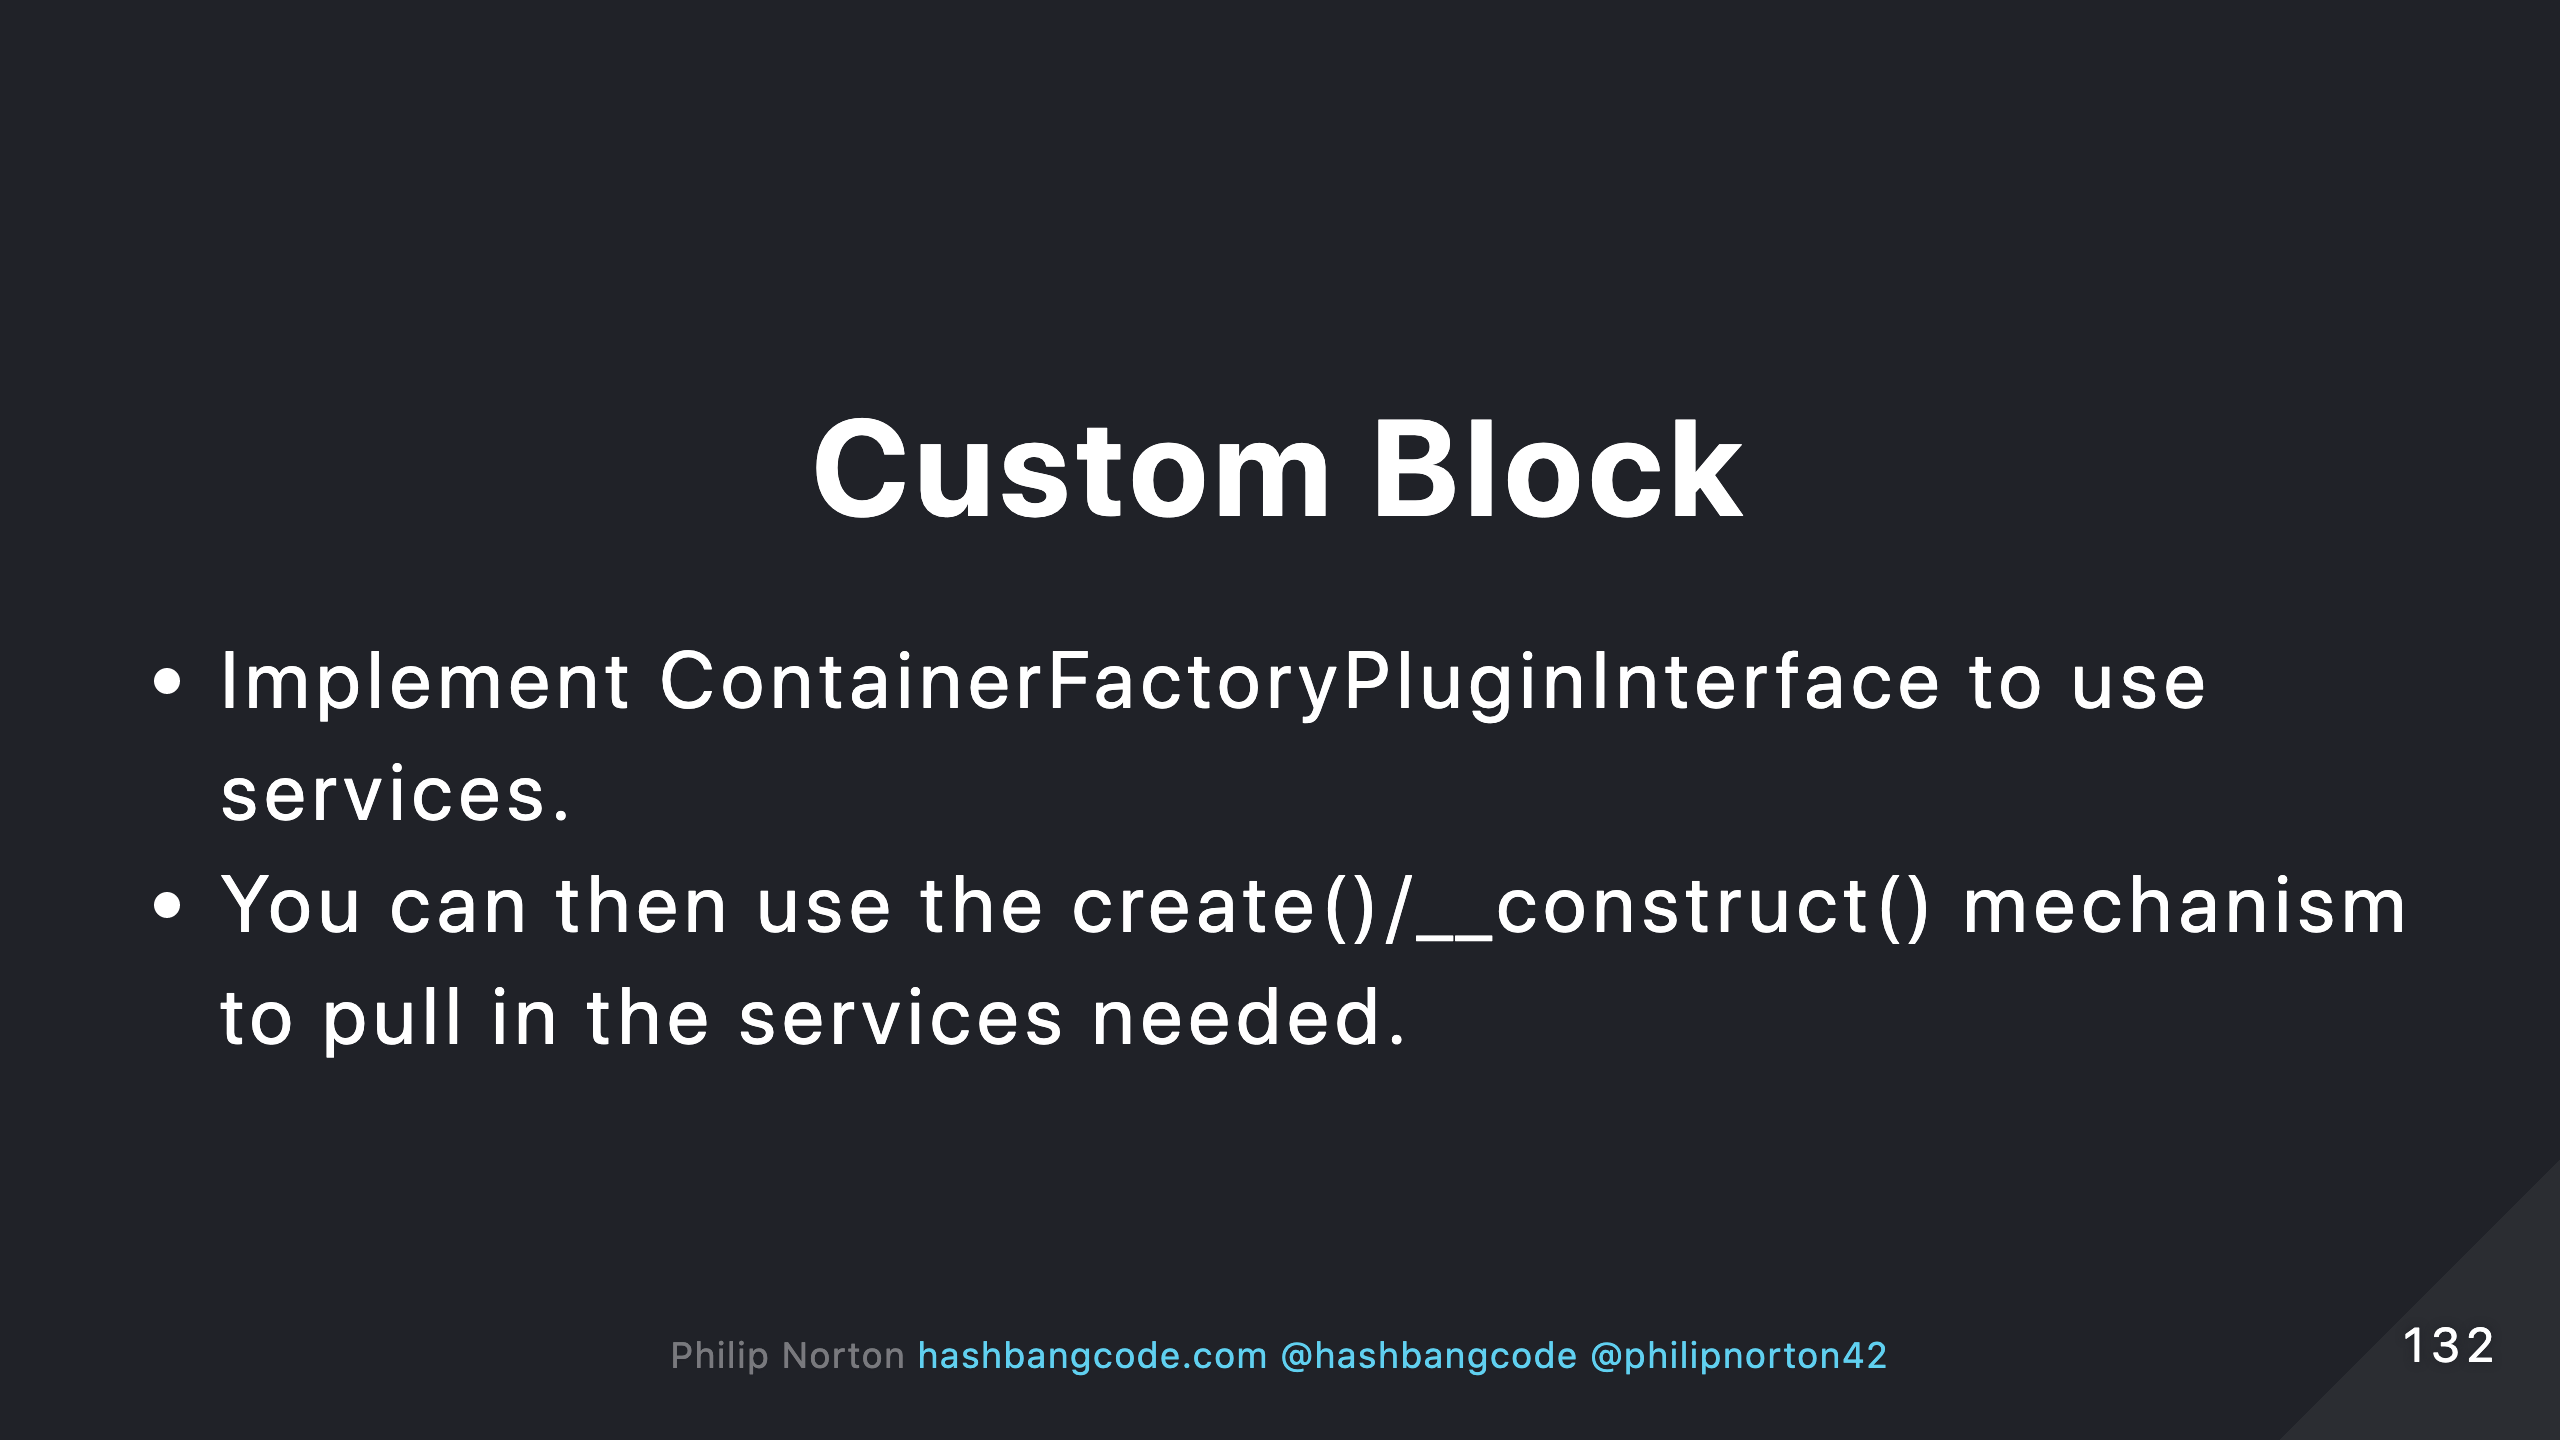 Custom Block
• Implement ContainerFactoryPluginInterface to use
services.
• You can then use the create()/__construct() mechanism
to pull in the services needed.
Philip Norton hashbangcode.com @hashbangcode @philipnorton42
132